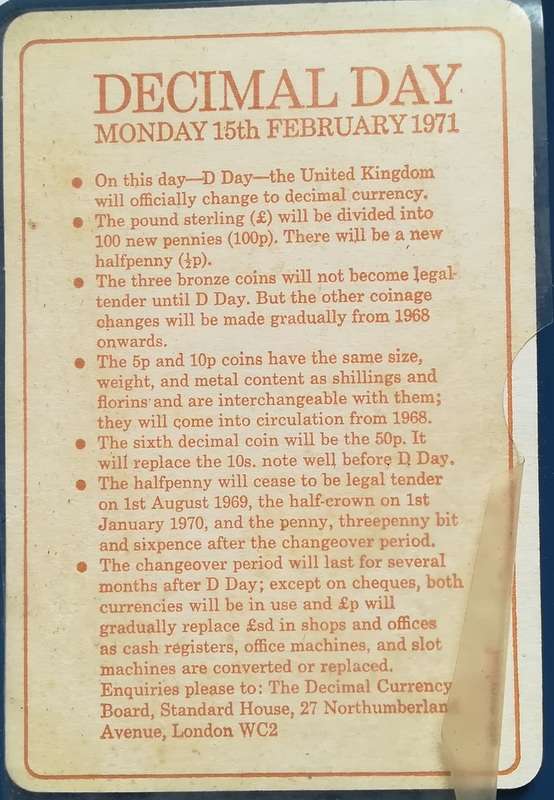 DECIMAL DAY
MONDAY 15th FEBRUARY 1971
● On this day—D Day—the United Kingdom
will officially change to decimal currency.
● The pound sterling (£) will be divided into
100 new pennies (100p). There will be a new
halfpenny (½p).
● The three bronze coins will not become legal
tender until D Day. But the other coinage
changes will be made gradually from 1968
onwards.
● The 5p and 10p coins have the same size,
weight, and metal content as shillings and
florins and are interchangeable with them;
they will come into circulation from 1968.
● The sixth decimal coin will be the 50p. It
will replace the 10s. note well before D Day.
● The halfpenny will cease to be legal tender
on 1st August 1969, the half-crown on 1st
January 1970, and the penny, threepenny bit
and sixpence after the changeover period.
● The changeover period will last for several
months after D Day; except on cheques, both
currencies will be in use and £p will
gradually replace £sd in shops and offices
as cash registers, office machines, and slot
machines are converted or replaced.
Enquiries please to: The Decimal Currency
Board, Standard House, 27 Northumberlan
Avenue, London WC2